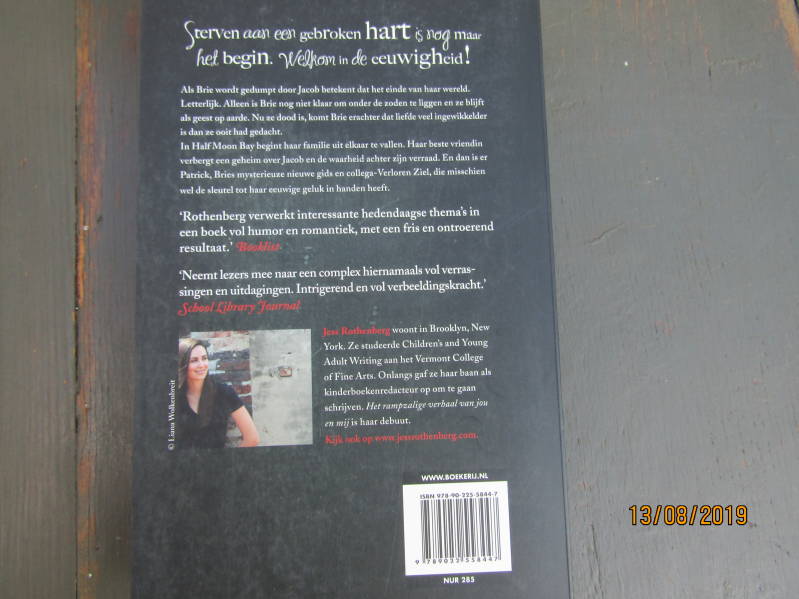 Sterven aan een gebroken hart is nog maar
het begin. Welkom in de eeuwigheid!
Als Brie wordt gedumpt door Jacob betekent dat het einde van haar wereld.
Letterlijk. Alleen is Brie nog niet klaar om onder de zoden te liggen en ze blijft
als geest op aarde. Nu ze dood is, komt Brie erachter dat liefde veel ingewikkelder
is dan ze ooit had gedacht.
In Half Moon Bay begint haar familie uit elkaar te vallen. Haar beste vriendin
verbergt een geheim over Jacob en de waarheid achter zijn verraad. En dan is er
Patrick, Bries mysterieuze nieuwe gids en collega-Verloren Ziel, die misschien
wel de sleutel tot haar eeuwige geluk in handen heeft.
‘Rothenberg verwerkt interessante hedendaagse thema's in
een boek vol humor en romantiek, met een fris en ontroerend
resultaat.’ Booklist
‘Neemt lezers mee naar een complex hiernamaals vol verras-
singen en uitdagingen. Intrigerend en vol verbeeldingskracht.’
School Library Journal
© Liana Walkenbreit
Jess Rothenberg woont in Brooklyn, New
York. Ze studeerde Children's and Young
Adult Writing aan het Vermont College
of Fine Arts. Onlangs gaf ze haar baan als
kinderboekenredacteur op om te gaan
schrijven. Het rampzalige verhaal van jou
en mij is haar debuut.
Kijk ook op www.jessrothenberg.com.
WWW.BOEKERIJ.NL
ISBN 978-90-225-5844-7
9 789022 558447
NUR 285
13/08/2019